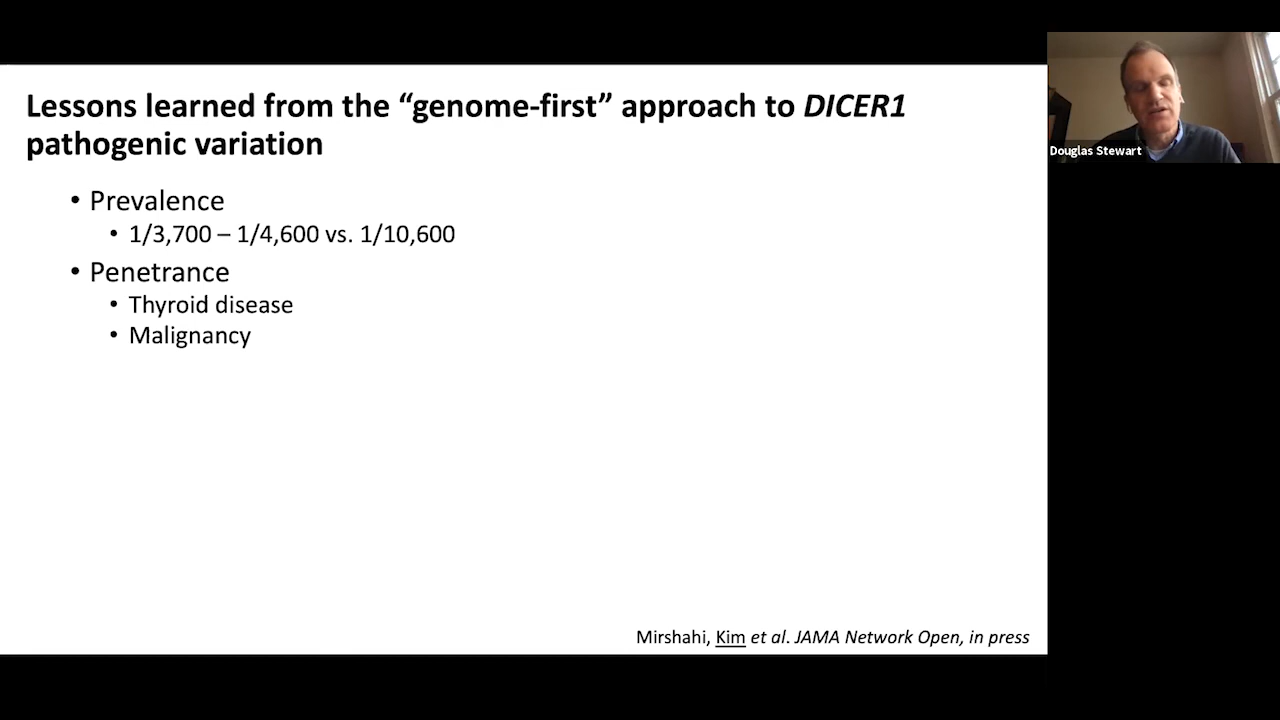 Lessons learned from the “genome-first” approach to DICER1
pathogenic variation
• Prevalence
• 1/3,700 – 1/4,600 vs. 1/10,600
• Penetrance
• Thyroid disease
• Malignancy
Mirshahi, Kim et al. JAMA Network Open, in press
Douglas Stewart